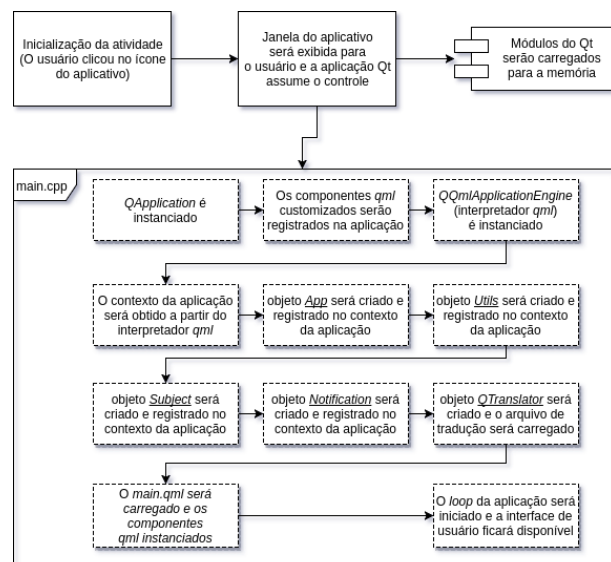 Inicialização da atividade
(O usuário clicou no ícone
do aplicativo)
Janela do aplicativo
será exibida para
o usuário e a aplicação Qt
assume o controle
Módulos do Qt
serão carregados
para a memória
main.cpp
QApplication é
instanciado
Os componentes qml
customizados serão
registrados na aplicação
QQmlApplicationEngine
(interpretador qml)
é instanciado
O contexto da aplicação
será obtido a partir do
interpretador qml
objeto App será criado e
registrado no contexto
da aplicação
objeto Utils será criado e
registrado no contexto
da aplicação
objeto Subject será
criado e registrado no
contexto da aplicação
objeto Notification será
criado e registrado no
contexto da aplicação
objeto QTranslator será
criado e o arquivo de
tradução será carregado
O main.qml será
carregado e os
componentes
qml instanciados
O loop da aplicação será
iniciado e a interface de
usuário ficará disponível